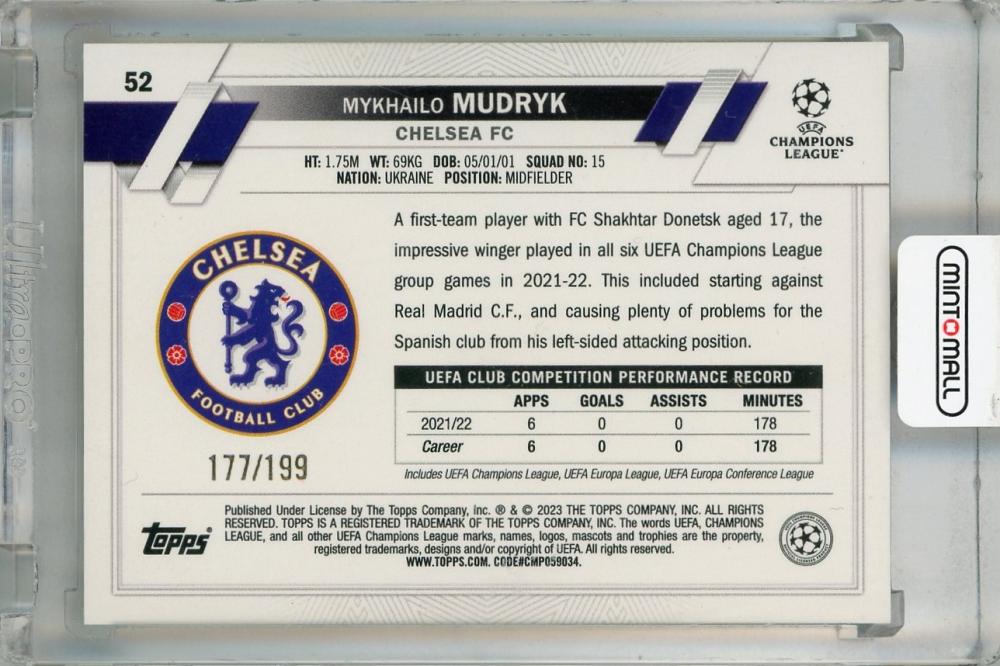 52
MYKHAILO MUDRYK
CHELSEA FC
UEFA
CHAMPIONS
LEAGUE
HT: 1.75M WT: 69KG DOB: 05/01/01 SQUAD NO: 15
NATION: UKRAINE POSITION: MIDFIELDER
A first-team player with FC Shakhtar Donetsk aged 17, the
impressive winger played in all six UEFA Champions League
group games in 2021-22. This included starting against
Real Madrid C.F., and causing plenty of problems for the
Spanish club from his left-sided attacking position.
CHELSEA
FOOTBALL CLUB
177/199
UEFA CLUB COMPETITION PERFORMANCE RECORD
APPS GOALS ASSISTS MINUTES
2021/22 6 0 0 178
Career 6 0 0 178
Includes UEFA Champions League, UEFA Europa League, UEFA Europa Conference League
Topps
Published Under License by The Topps Company, Inc. ® & © 2023 THE TOPPS COMPANY, INC. ALL RIGHTS
RESERVED. TOPPS IS A REGISTERED TRADEMARK OF THE TOPPS COMPANY, INC. The words UEFA, CHAMPIONS
LEAGUE, and all other UEFA Champions League marks, names, logos, mascots and trophies are the property,
registered trademarks, designs and/or copyright of UEFA. All rights reserved.
WWW.TOPPS.COM. CODE#CMP059034.
MINTOMALL
Ultra PRO